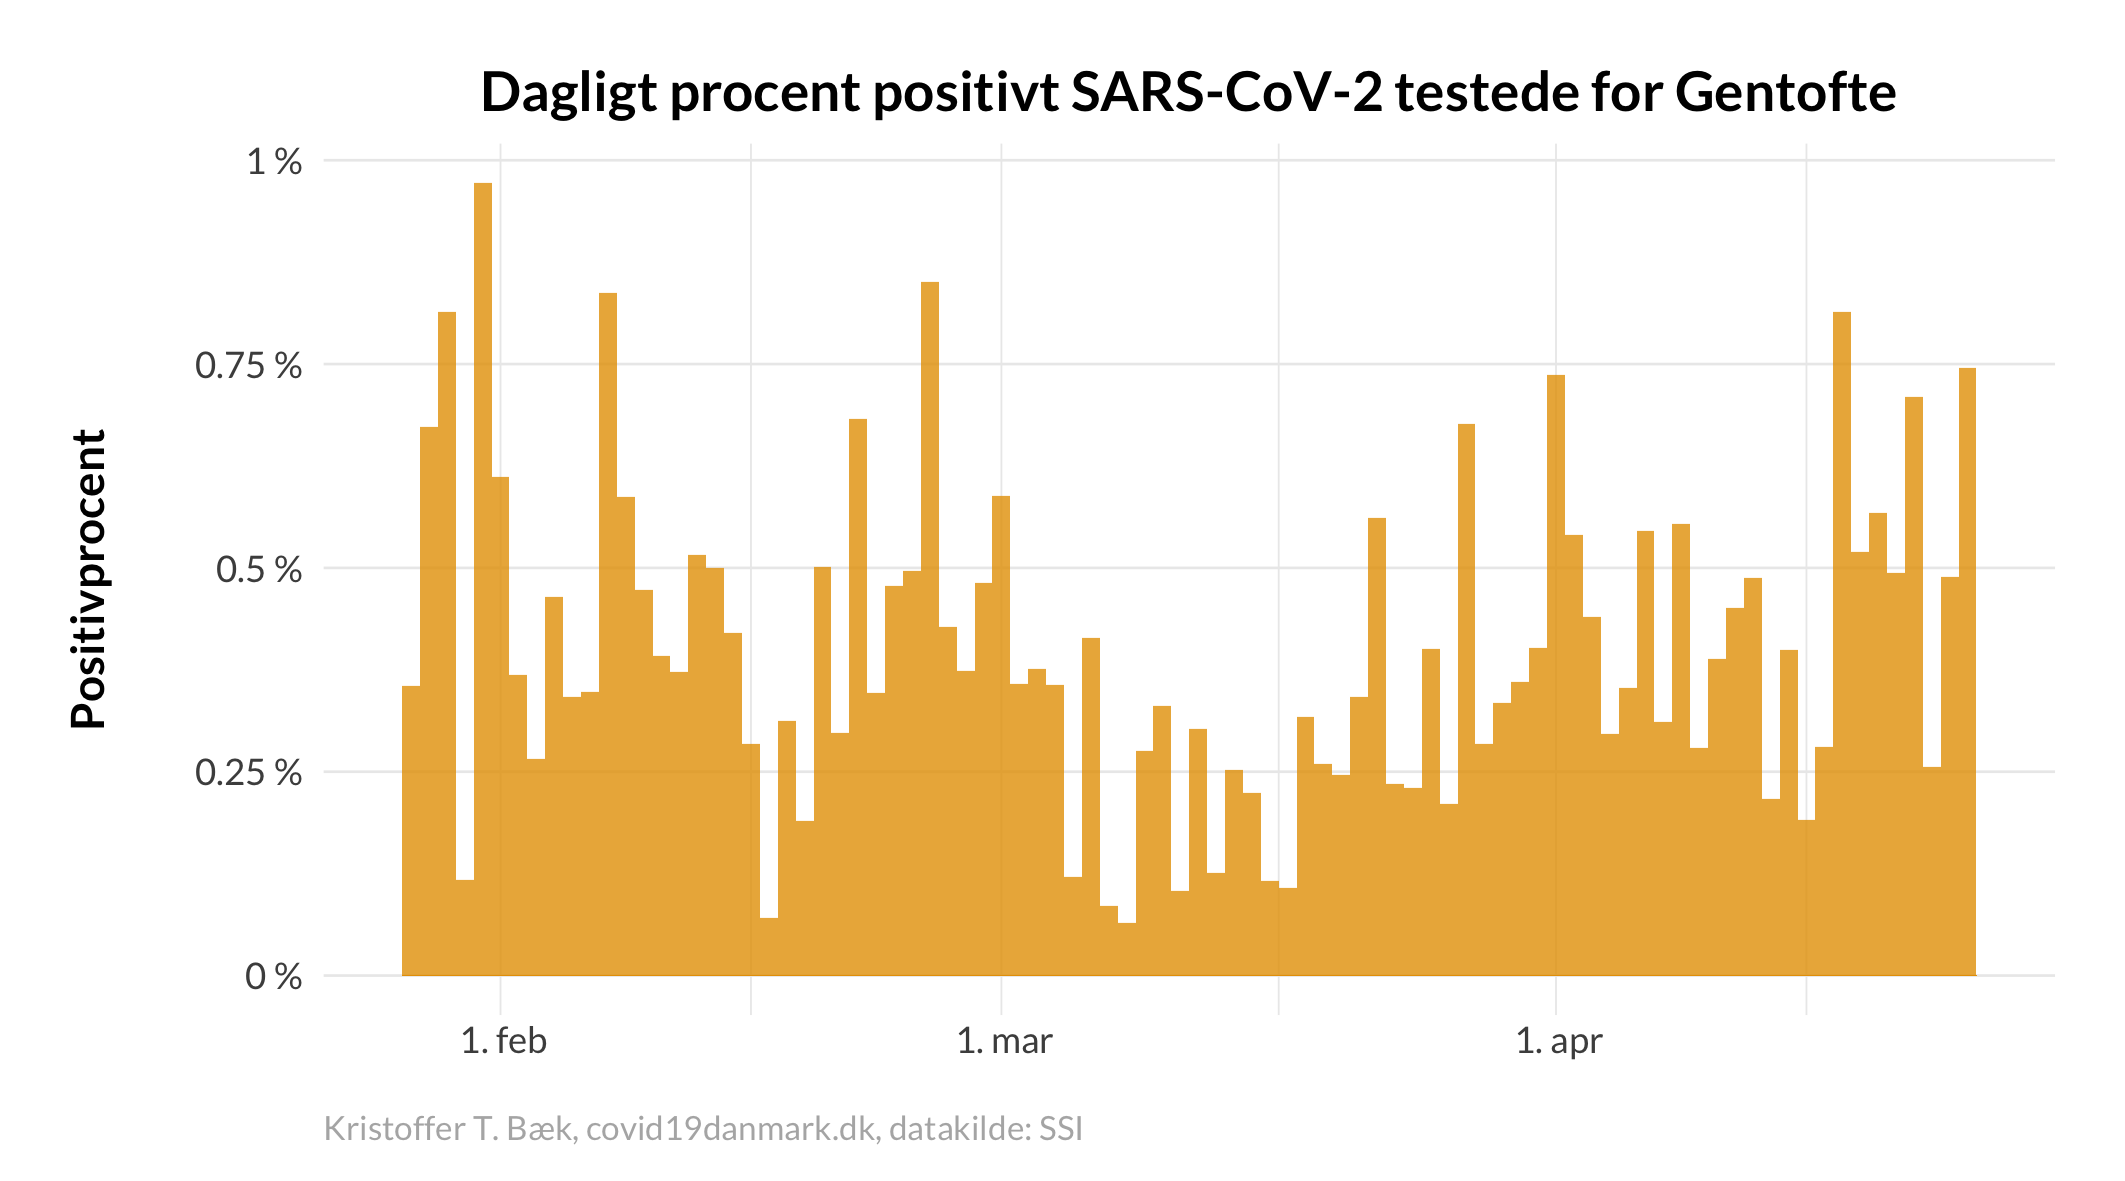 Dagligt procent positivt SARS-CoV-2 testede for Gentofte
Positivprocent
1 %
0.75 %
0.5 %
0.25 %
0 %
1. feb
1. mar
1. apr
Kristoffer T. Bæk, covid19danmark.dk, datakilde: SSI